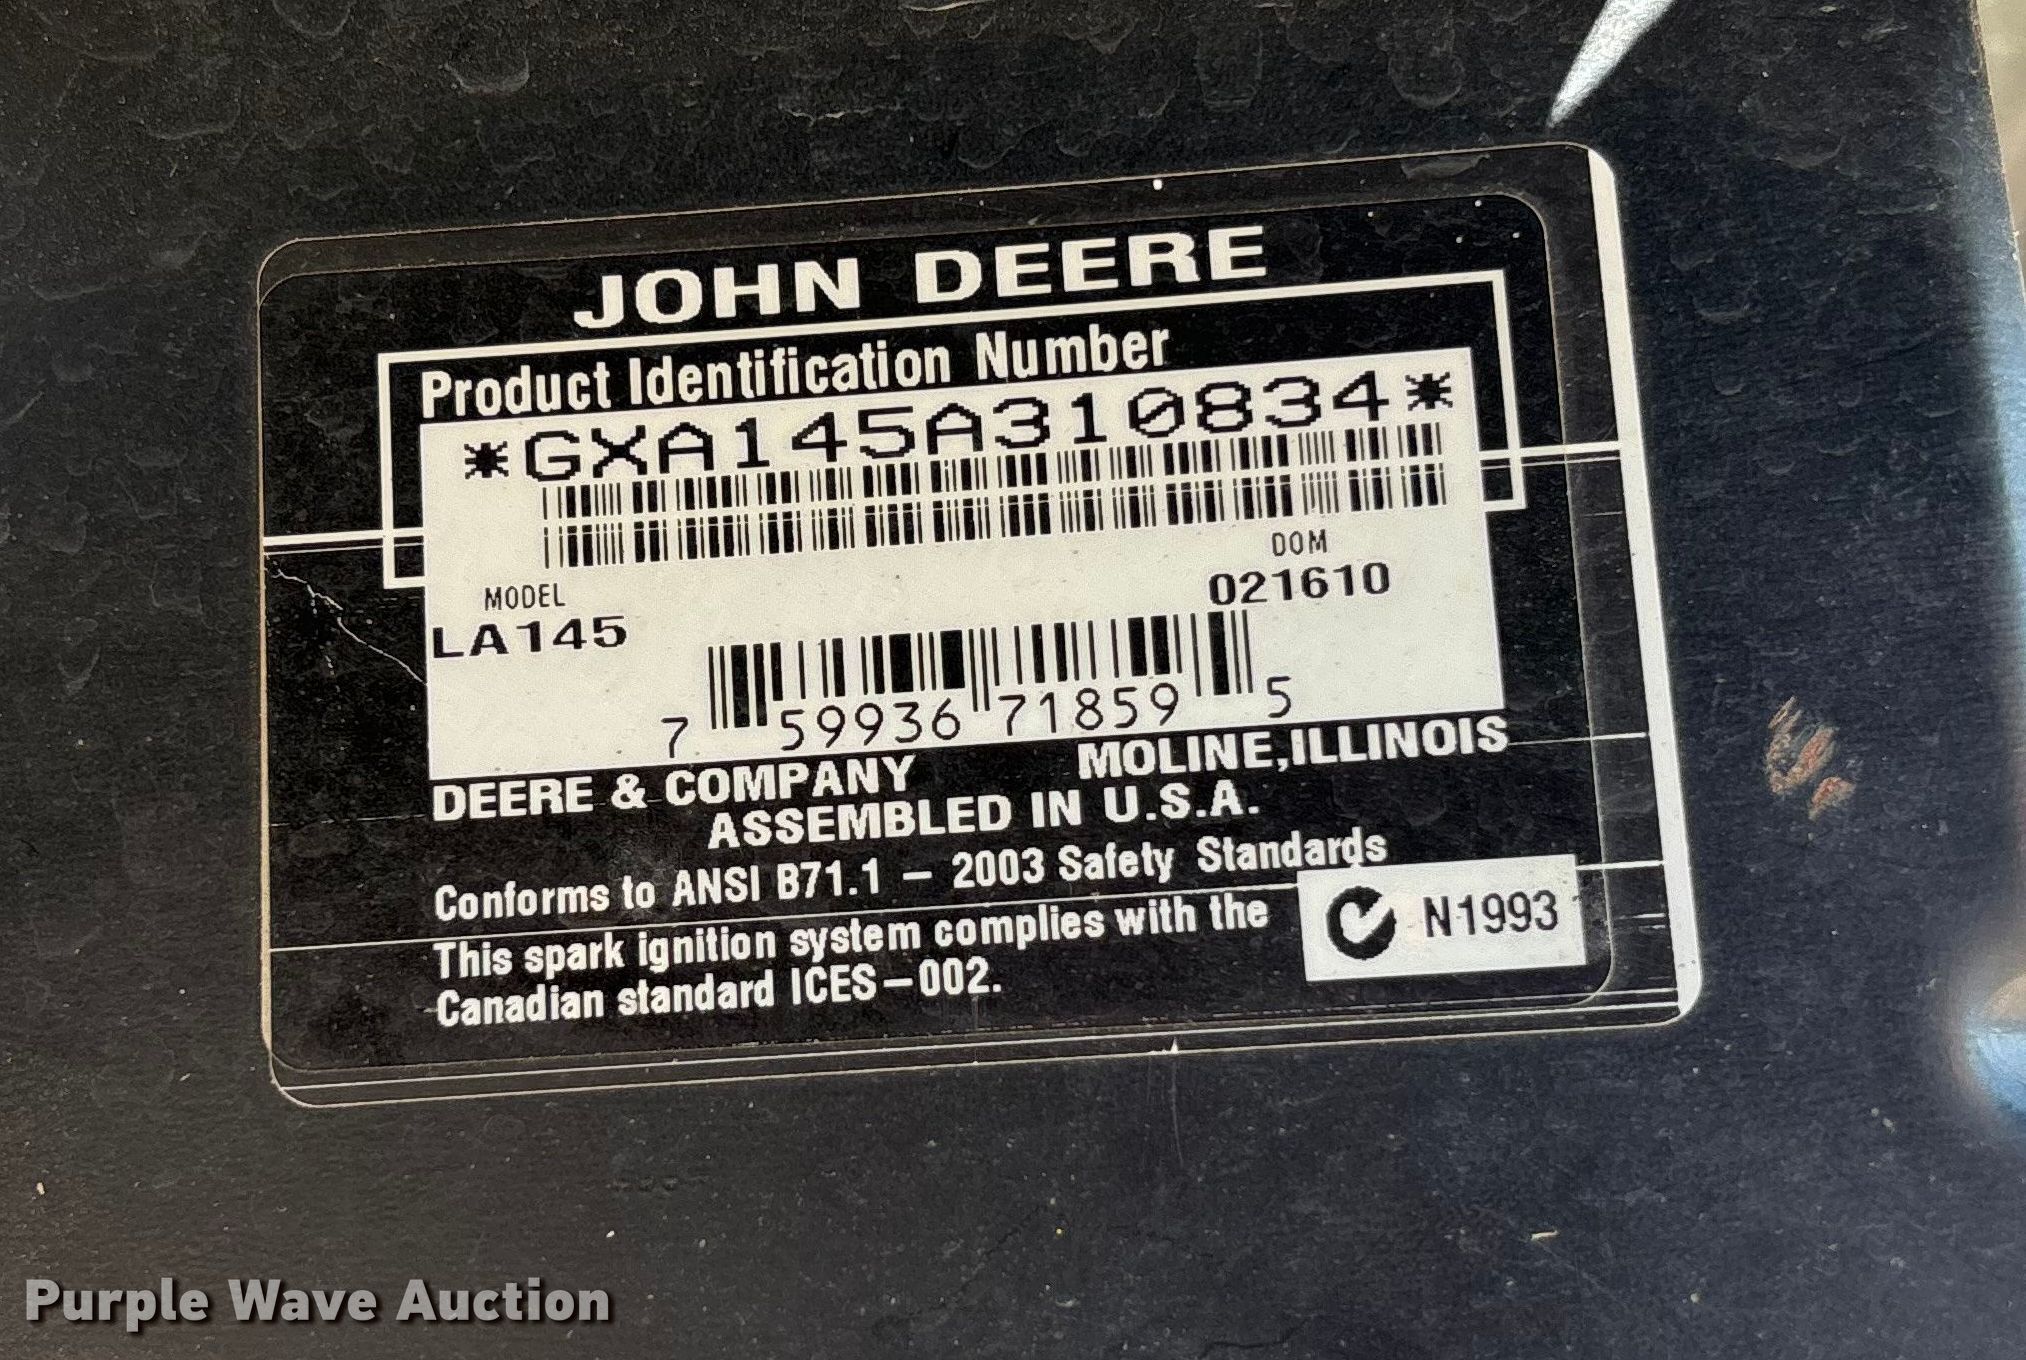 JOHN DEERE
Product Identification Number
*GXA145A310834*
DOM
021610
MODEL
LA145
7 59936 71859 5
DEERE & COMPANY MOLINE, ILLINOIS
ASSEMBLED IN U.S.A.
Conforms to ANSI B71.1 – 2003 Safety Standards
This spark ignition system complies with the
Canadian standard ICES–002.
N1993
Purple Wave Auction